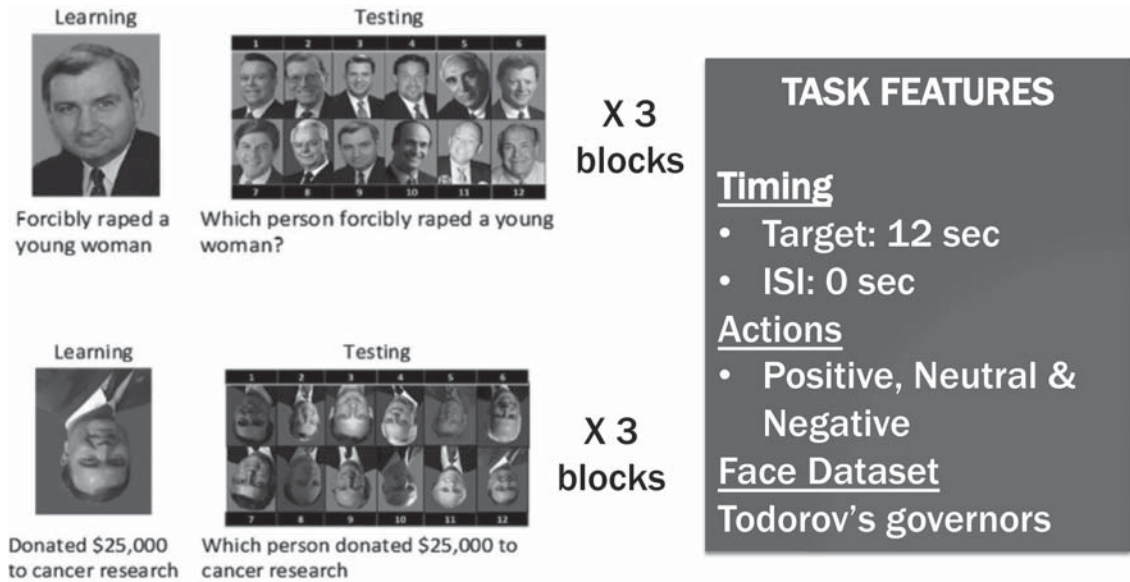 Learning
Testing
1 2 3 4 5 6
7 8 9 10 11 12
Forcibly raped a
young woman
Which person forcibly raped a young
woman?
X 3
blocks
Learning
Testing
1 2 3 4 5 6
7 8 9 10 11 12
Donated $25,000
to cancer research
Which person donated $25,000 to
cancer research
X 3
blocks
TASK FEATURES
Timing
• Target: 12 sec
• ISI: 0 sec
Actions
• Positive, Neutral &
Negative
Face Dataset
Todorov's governors